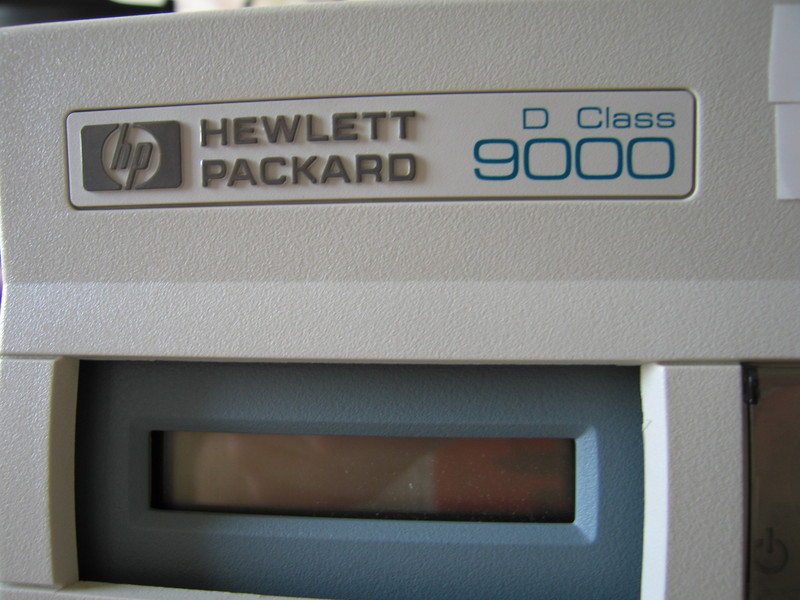 hp HEWLETT
PACKARD
D Class
9000